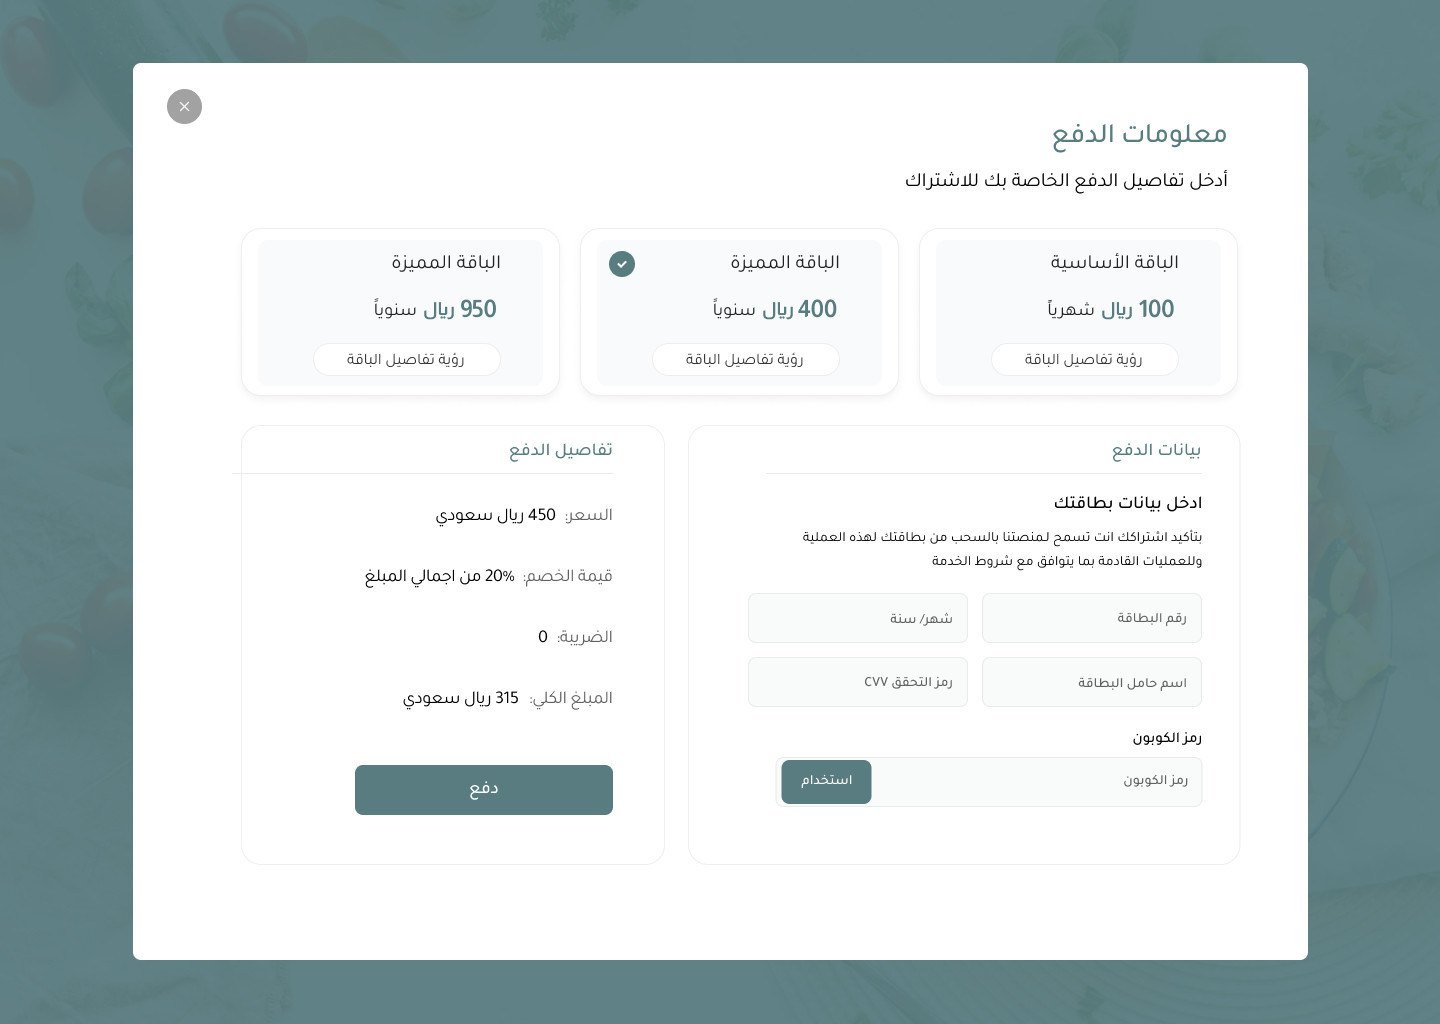 معلومات الدفع
أدخل تفاصيل الدفع الخاصة بك للاشتراك
الباقة الأساسية
100 ريال شهرياً
رؤية تفاصيل الباقة
الباقة المميزة
400 ريال سنوياً
رؤية تفاصيل الباقة
الباقة المميزة
950 ريال سنوياً
رؤية تفاصيل الباقة
بيانات الدفع
ادخل بيانات بطاقتك
بتأكيد اشتراكك انت تسمح لـمنصتنا بالسحب من بطاقتك لهذه العملية
وللعمليات القادمة بما يتوافق مع شروط الخدمة
رقم البطاقة
شهر/ سنة
اسم حامل البطاقة
رمز التحقق CVV
رمز الكوبون
رمز الكوبون
استخدام
تفاصيل الدفع
السعر: 450 ريال سعودي
قيمة الخصم: 20% من اجمالي المبلغ
الضريبة: 0
المبلغ الكلي: 315 ريال سعودي
دفع